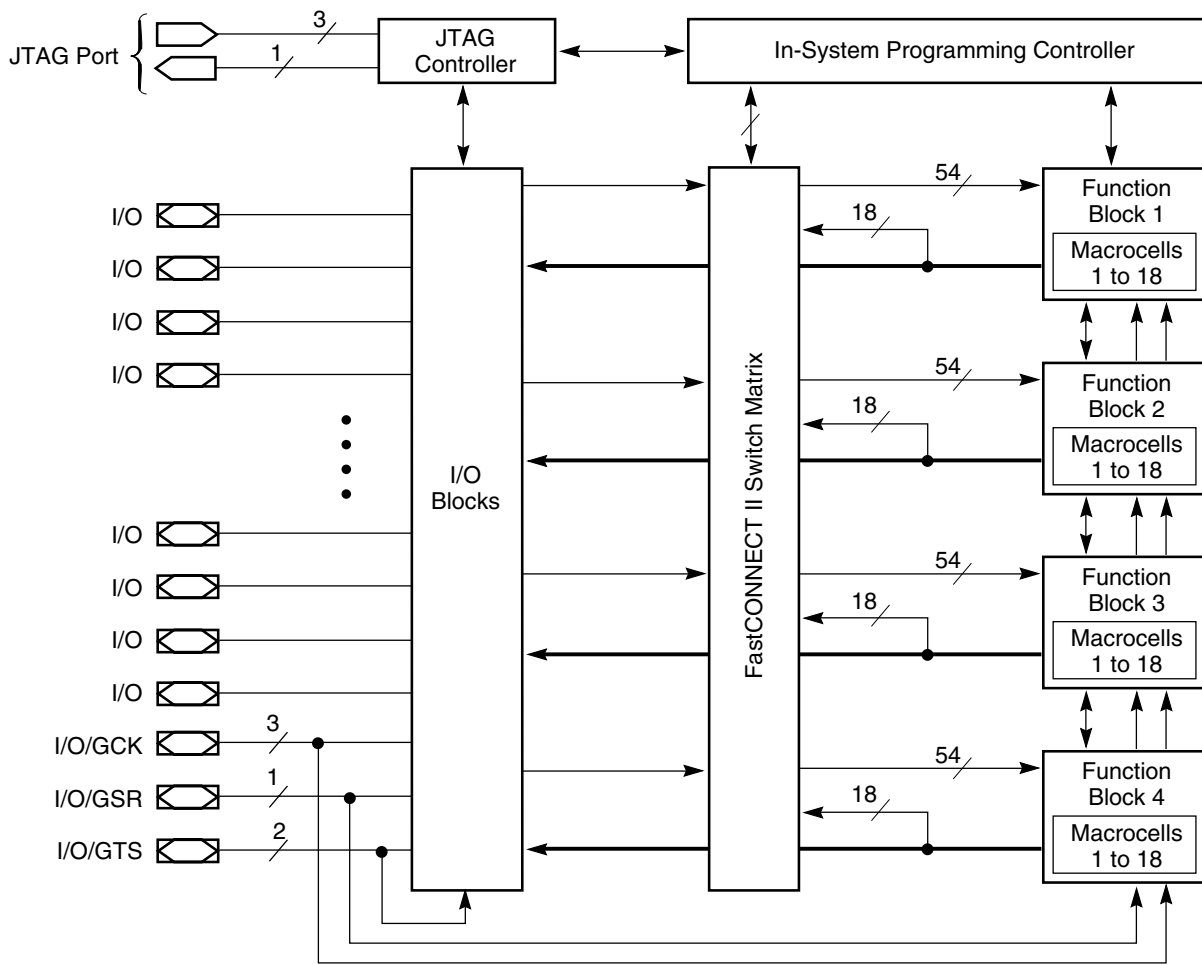 JTAG Port
3
1
JTAG
Controller
In-System Programming Controller
I/O
I/O
I/O
I/O
I/O
I/O
I/O
I/O
I/O/GCK
3
I/O/GSR
1
I/O/GTS
2
I/O
Blocks
FastCONNECT II Switch Matrix
54
18
Function
Block 1
Macrocells
1 to 18
54
18
Function
Block 2
Macrocells
1 to 18
54
18
Function
Block 3
Macrocells
1 to 18
54
18
Function
Block 4
Macrocells
1 to 18